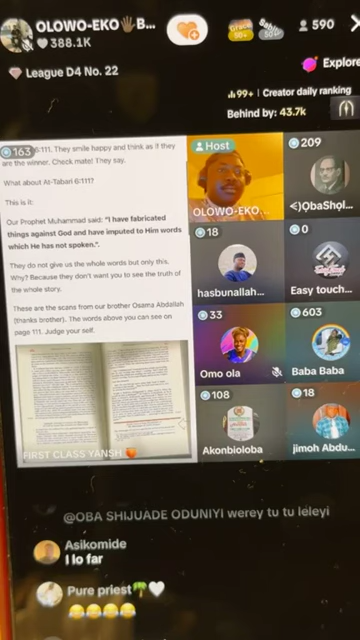 OLOWO-EKO🖐🏿B...
388.1K
590
League D4 No. 22
Explore
99+ | Creator daily ranking
Behind by: 43.7k
163
6:111. They smile happy and think as if they
are the winner. Check mate! They say.
What about At-Tabari 6:111?
This is it:
Our Prophet Muhammad said: "I have fabricated
things against God and have imputed to Him words
which He has not spoken.".
They do not give us the whole words but only this.
Why? Because they don't want you to see the truth of
the whole story.
These are the scans from our brother Osama Abdallah
(thanks brother). The words above you can see on
page 111. Judge your self.
FIRST CLASS YANSH 🍑
Host
OLOWO-EKO...
209
<)ObaShọl...
18
hasbunallah...
0
Easy touch...
33
Omo ola
603
Baba Baba
108
Akonbioloba
18
jimoh Abdu...
@OBA SHIJUADE ODUNIYI werey tu tu leleyi
Asikomide
I lo far
Pure priest🌴🤍
😂😂😂😂